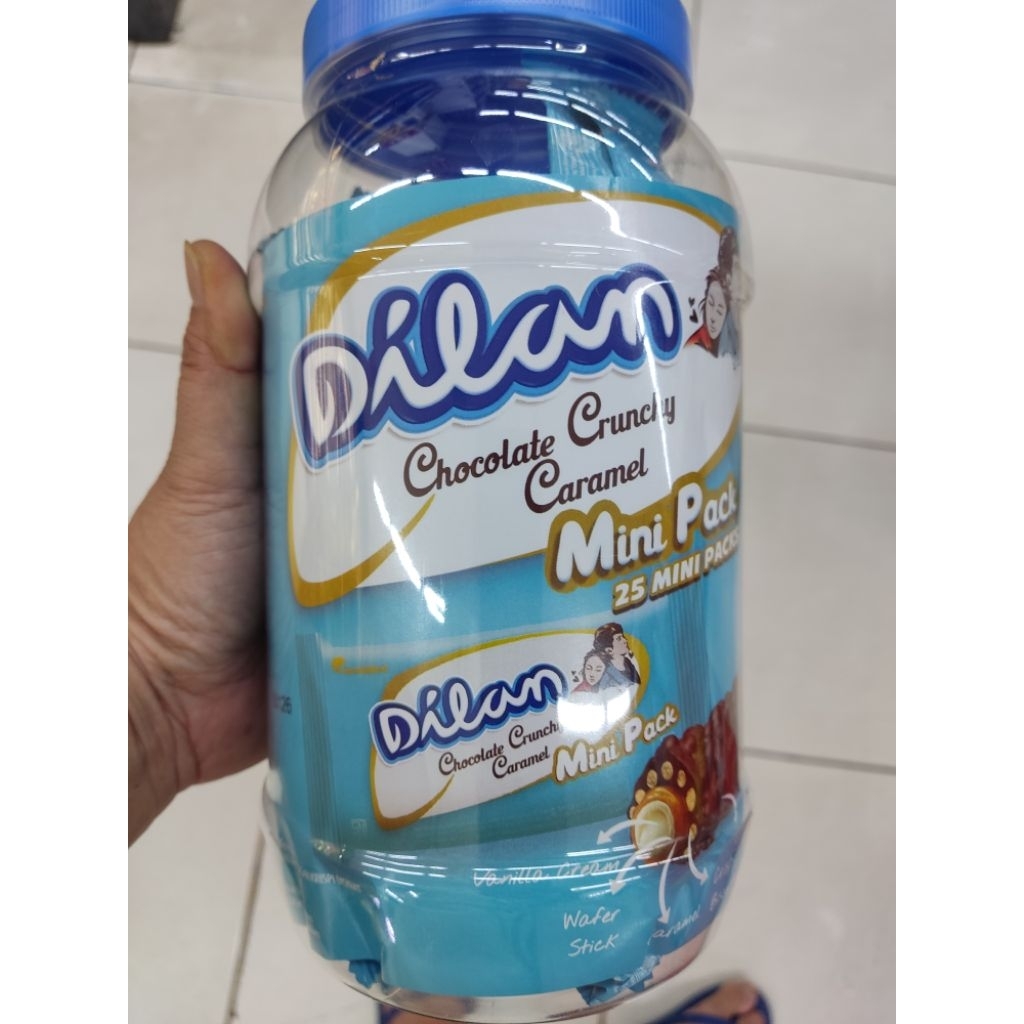 Dilan
Chocolate Crunchy
Caramel
Mini Pack
25 MINI PACKS
Dilan
Chocolate Crunchy
Caramel
Mini Pack
Vanilla Cream
Wafer
Stick